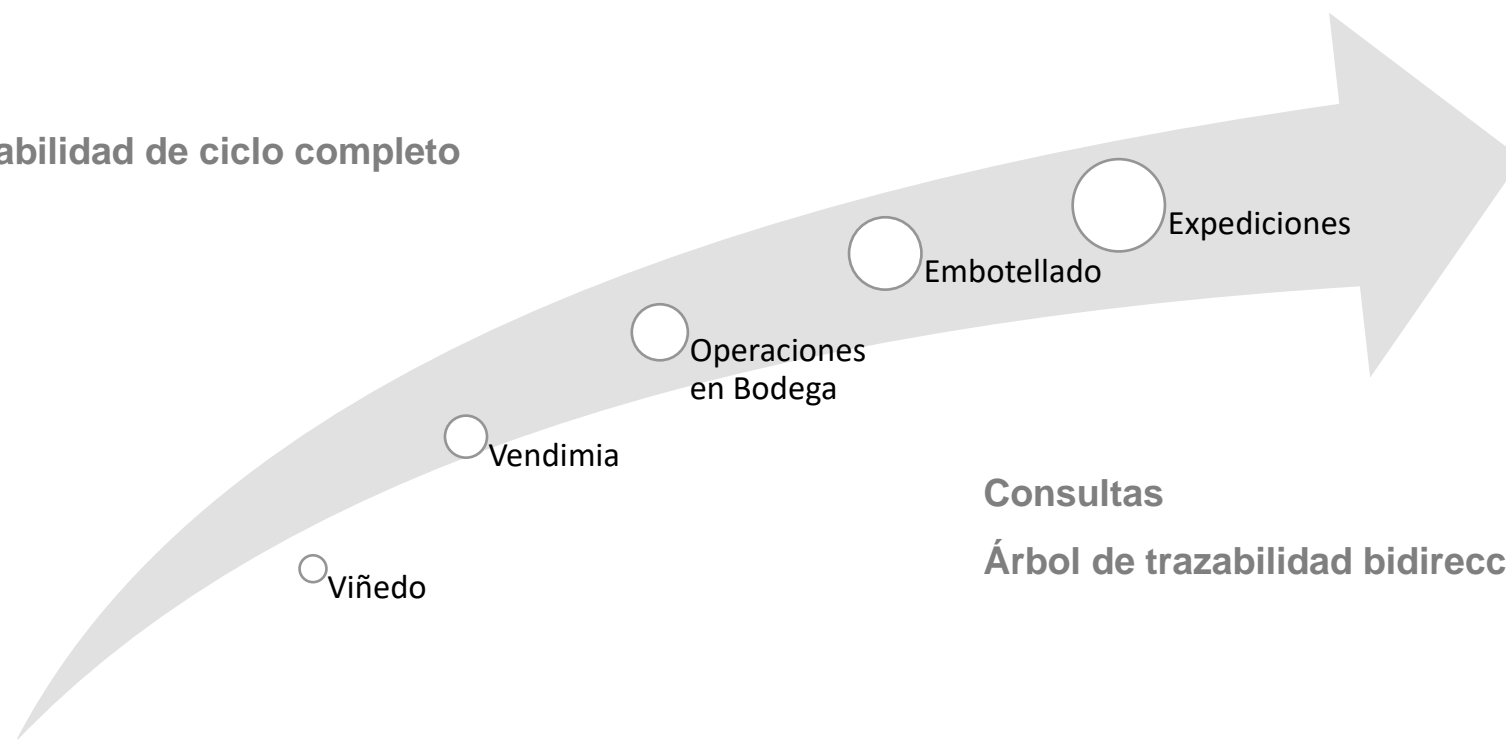 abilidad de ciclo completo
Expediciones
Embotellado
Operaciones
en Bodega
Vendimia
Viñedo
Consultas
Árbol de trazabilidad bidirecc